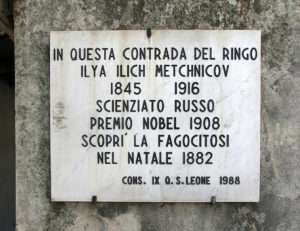 IN QUESTA CONTRADA DEL RINGO
ILYA ILICH METCHNICOV
1845 1916
SCIENZIATO RUSSO
PREMIO NOBEL 1908
SCOPRI' LA FAGOCITOSI
NEL NATALE 1882
CONS. IX Q. S. LEONE 1988